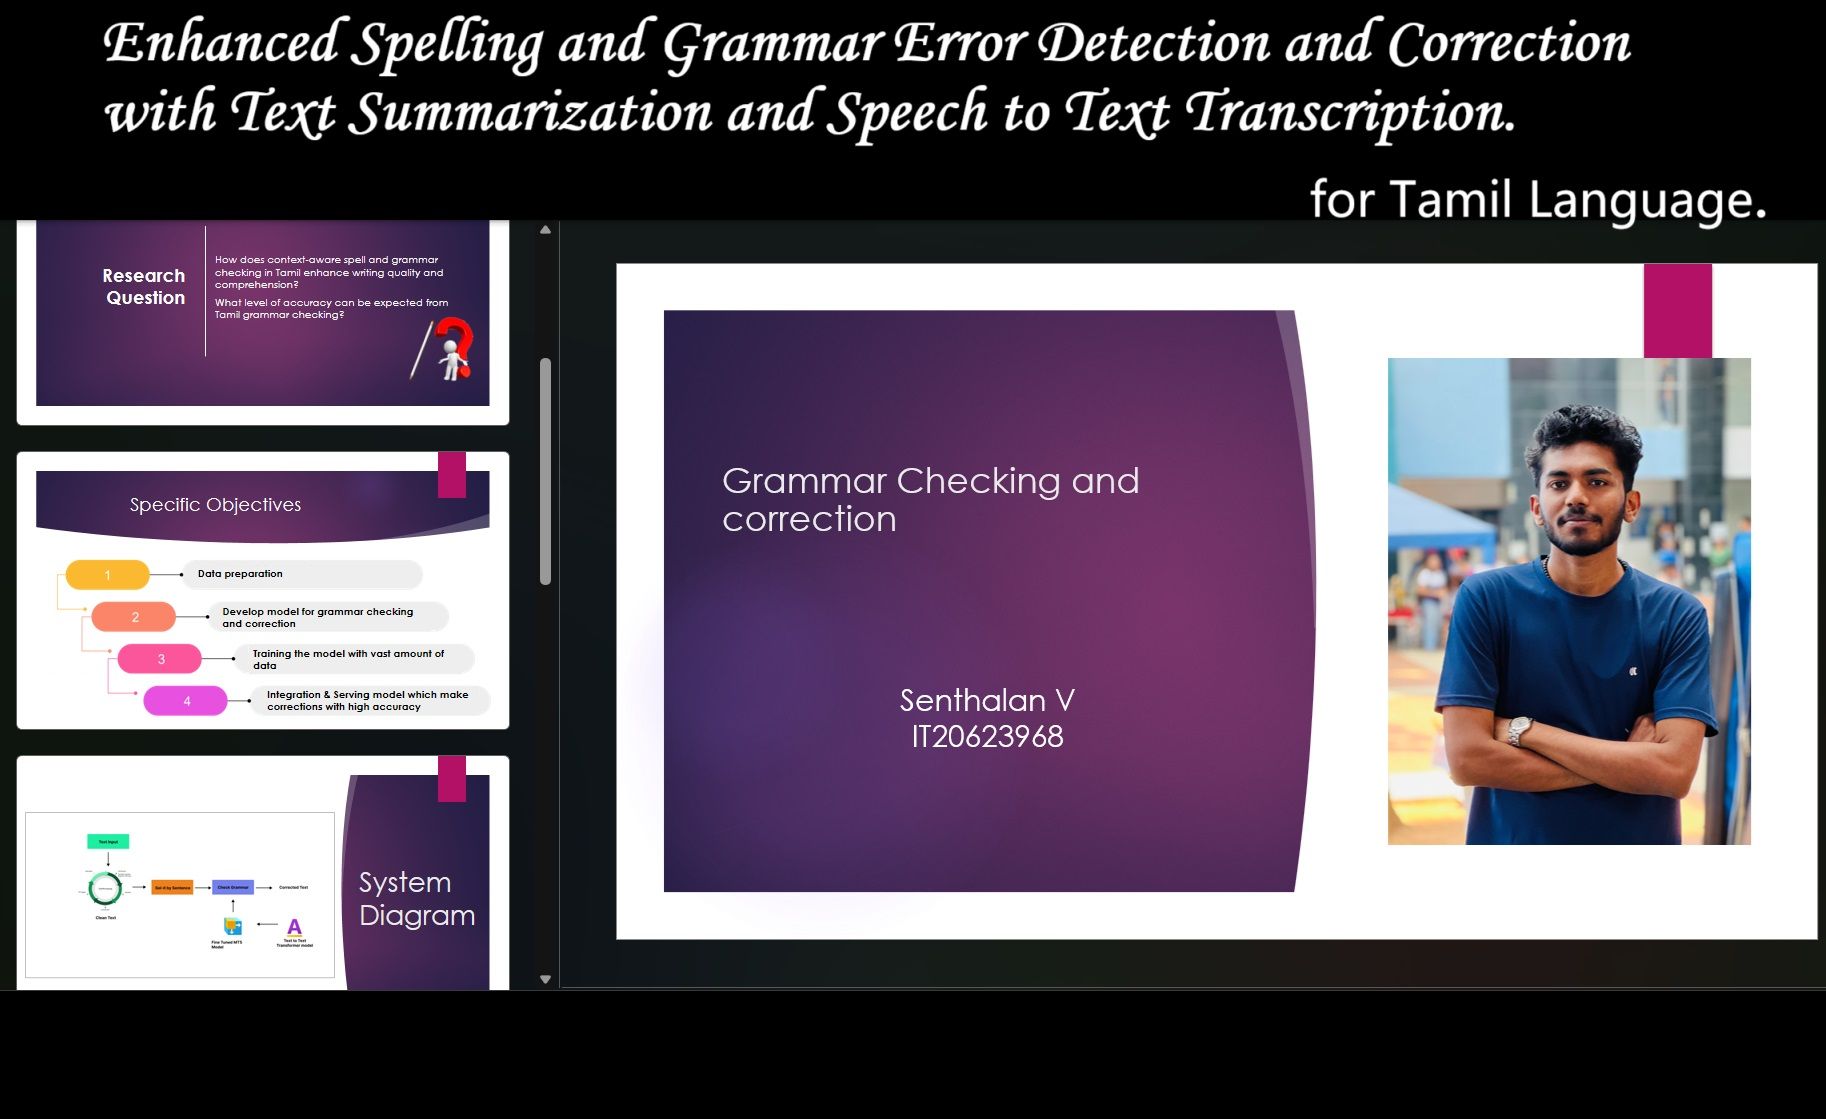 Enhanced Spelling and Grammar Error Detection and Correction
with Text Summarization and Speech to Text Transcription.
for Tamil Language.
Research
Question
How does context-aware spell and grammar
checking in Tamil enhance writing quality and
comprehension?
What level of accuracy can be expected from
Tamil grammar checking?
Specific Objectives
1
Data preparation
2
Develop model for grammar checking
and correction
3
Training the model with vast amount of
data
4
Integration & Serving model which make
corrections with high accuracy
Text Input
Clean Text
Check Grammar
Corrected Text
Fine Tuned MT5
Model
A
Text to Text
Transformer model
System
Diagram
Grammar Checking and
correction
Senthalan V
IT20623968